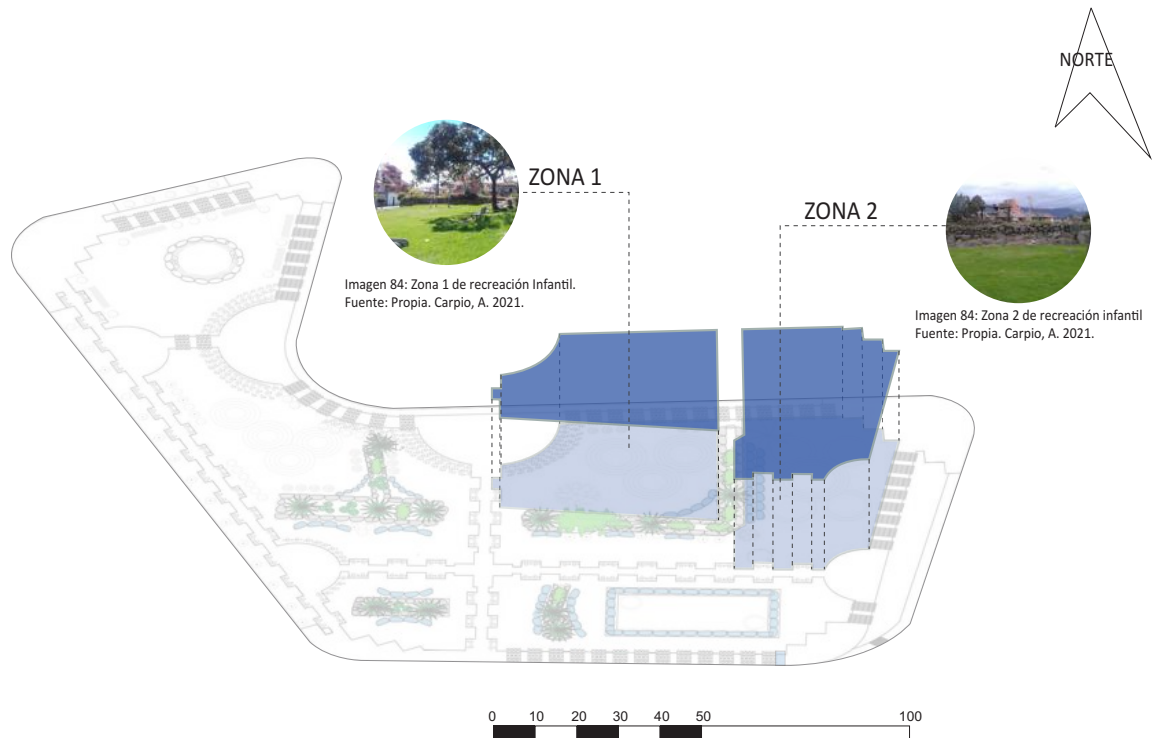 NORTE
ZONA 1
Imagen 84: Zona 1 de recreación Infantil.
Fuente: Propia. Carpio, A. 2021.
ZONA 2
Imagen 84: Zona 2 de recreación infantil
Fuente: Propia. Carpio, A. 2021.
0 10 20 30 40 50 100